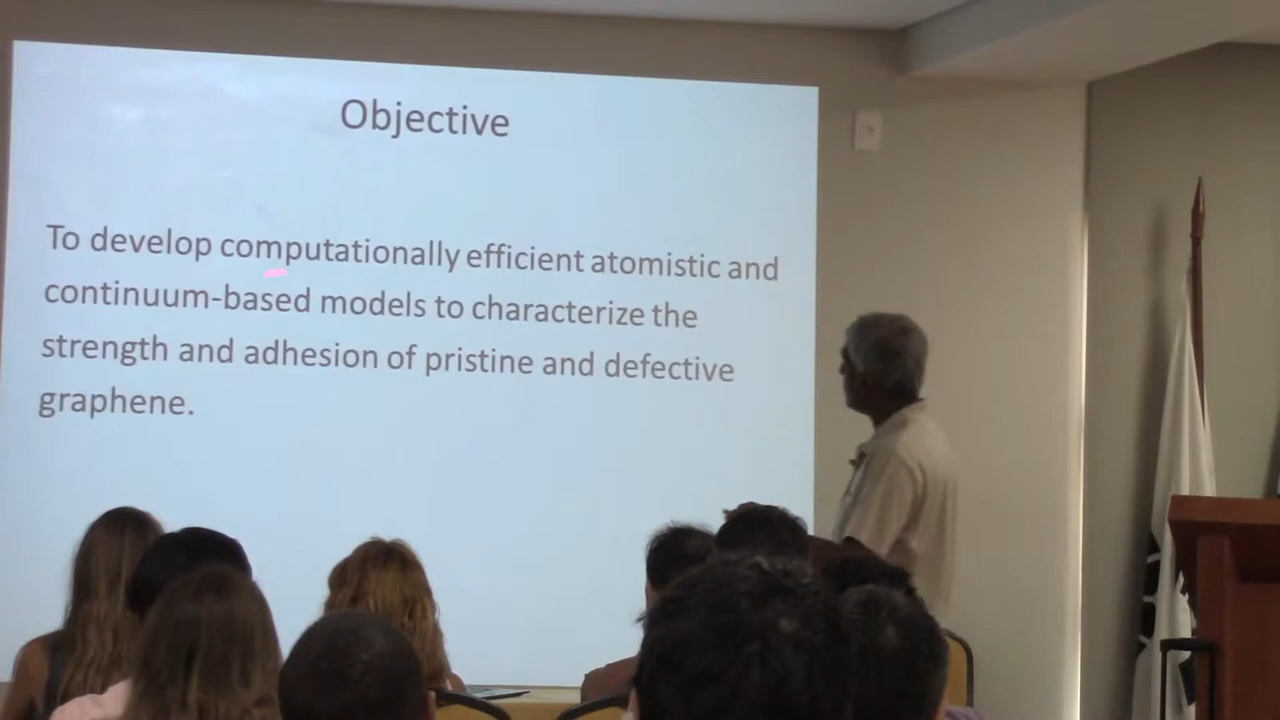 Objective
To develop computationally efficient atomistic and
continuum-based models to characterize the
strength and adhesion of pristine and defective
graphene.